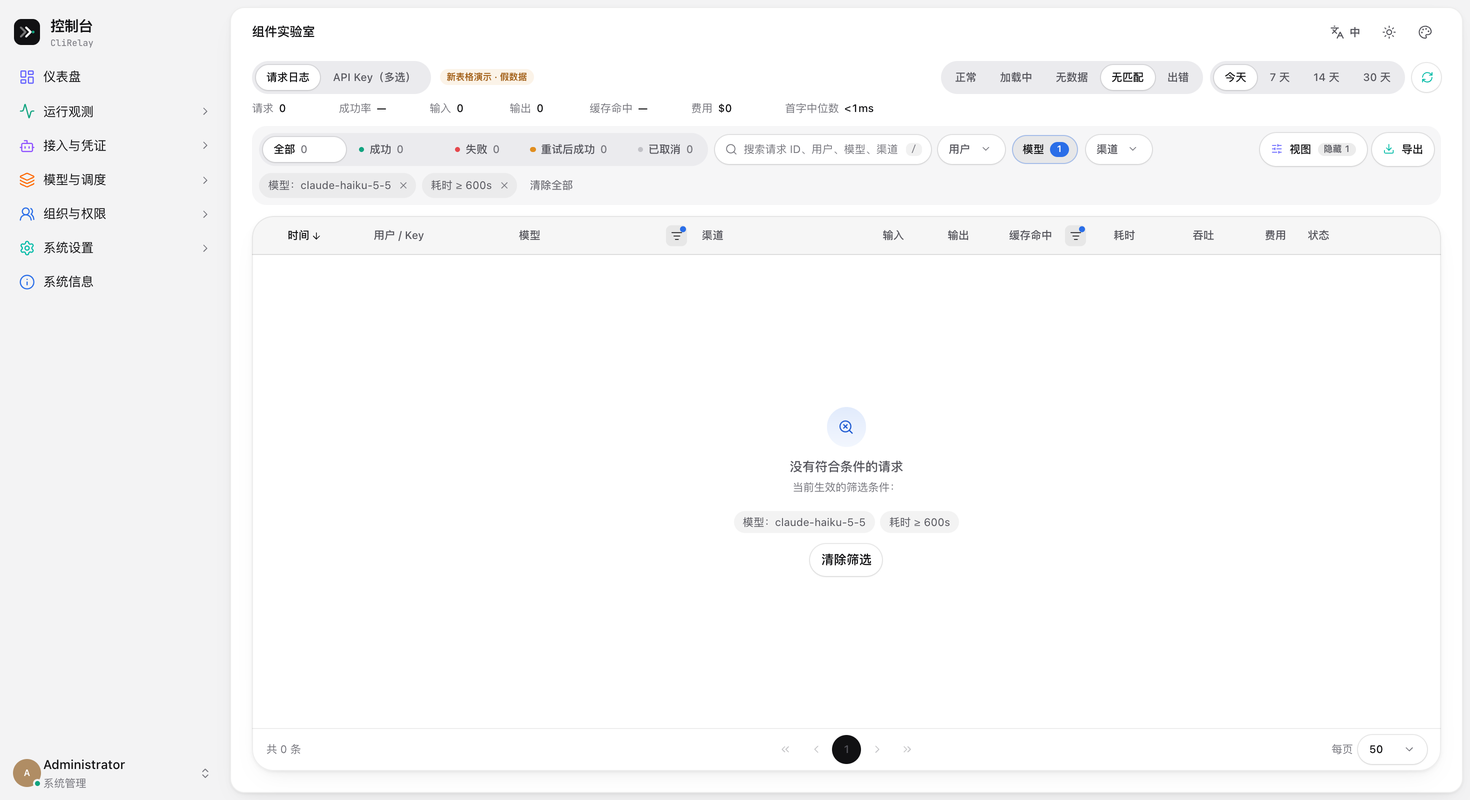 控制台
CliRelay
仪表盘
运行观测
接入与凭证
模型与调度
组织与权限
系统设置
系统信息
Administrator
系统管理
A
组件实验室
中
请求日志 API Key（多选） 新表格演示 · 假数据 正常 加载中 无数据 无匹配 出错 今天 7 天 14 天 30 天
请求 0 成功率 — 输入 0 输出 0 缓存命中 — 费用 $0 首字中位数 <1ms
全部 0 成功 0 失败 0 重试后成功 0 已取消 0 搜索请求 ID、用户、模型、渠道 / 用户 模型 1 渠道 视图 隐藏 1 导出
模型：claude-haiku-5-5 耗时 ≥ 600s 清除全部
时间 用户 / Key 模型 渠道 输入 输出 缓存命中 耗时 吞吐 费用 状态
没有符合条件的请求
当前生效的筛选条件：
模型：claude-haiku-5-5 耗时 ≥ 600s
清除筛选
共 0 条 « ‹ 1 › » 每页 50